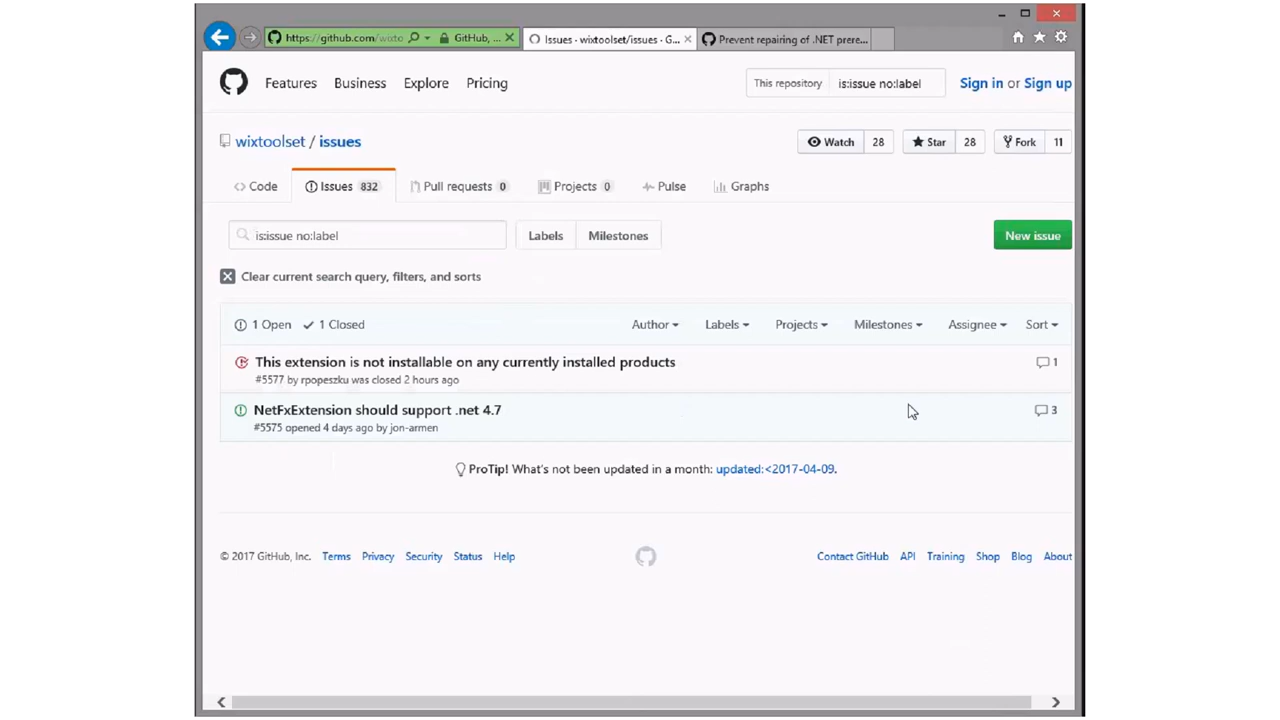 https://github.com/wixto GitHub, ... Issues · wixtoolset/issues · G... Prevent repairing of .NET prere...
Features Business Explore Pricing This repository is:issue no:label Sign in or Sign up
wixtoolset / issues Watch 28 Star 28 Fork 11
Code Issues 832 Pull requests 0 Projects 0 Pulse Graphs
is:issue no:label Labels Milestones New issue
Clear current search query, filters, and sorts
1 Open 1 Closed Author Labels Projects Milestones Assignee Sort
This extension is not installable on any currently installed products 1
#5577 by rpopeszku was closed 2 hours ago
NetFxExtension should support .net 4.7 3
#5575 opened 4 days ago by jon-armen
ProTip! What's not been updated in a month: updated:<2017-04-09.
© 2017 GitHub, Inc. Terms Privacy Security Status Help Contact GitHub API Training Shop Blog About